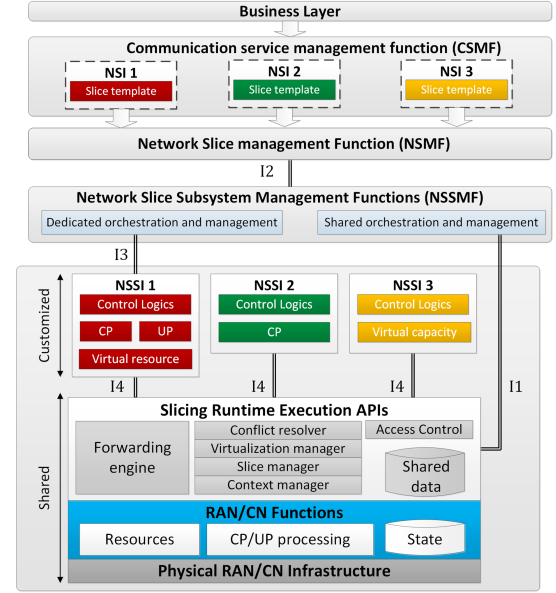 Business Layer
Communication service management function (CSMF)
NSI 1
NSI 2
NSI 3
Slice template
Slice template
Slice template
Network Slice management Function (NSMF)
I2
Network Slice Subsystem Management Functions (NSSMF)
Dedicated orchestration and management
Shared orchestration and management
I3
Customized
NSSI 1
NSSI 2
NSSI 3
Control Logics
Control Logics
Control Logics
CP
UP
CP
Virtual capacity
Virtual resource
I4
I4
I4
I1
Shared
Slicing Runtime Execution APIs
Forwarding
engine
Conflict resolver
Virtualization manager
Slice manager
Context manager
Access Control
Shared
data
RAN/CN Functions
Resources
CP/UP processing
State
Physical RAN/CN Infrastructure